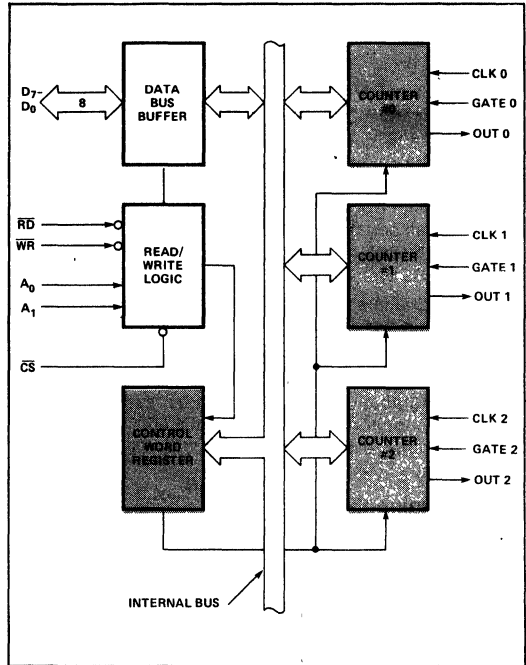 D7-
D0
8
DATA
BUS
BUFFER
COUNTER
#0
CLK 0
GATE 0
OUT 0
RD
WR
A0
A1
CS
READ/
WRITE
LOGIC
COUNTER
#1
CLK 1
GATE 1
OUT 1
CONTROL
WORD
REGISTER
COUNTER
#2
CLK 2
GATE 2
OUT 2
INTERNAL BUS